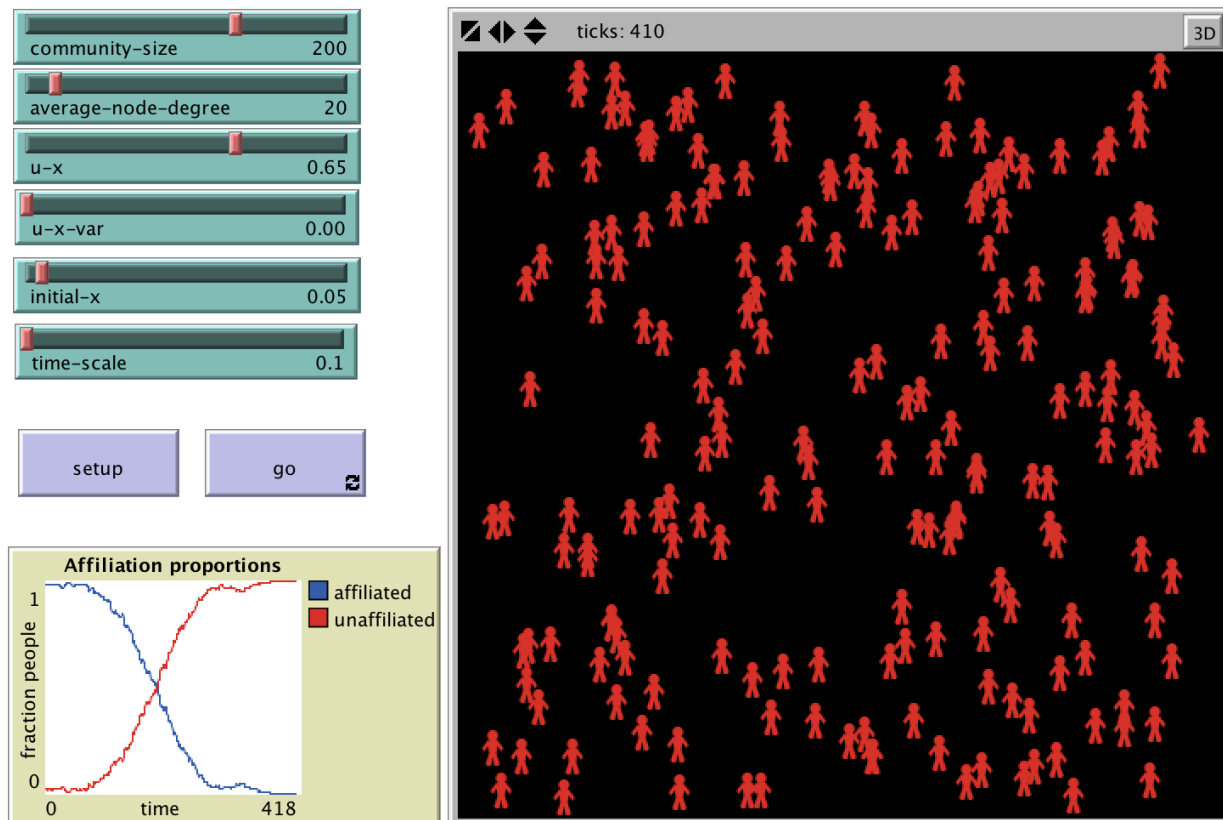 community-size 200
average-node-degree 20
u-x 0.65
u-x-var 0.00
initial-x 0.05
time-scale 0.1
setup
go
Affiliation proportions
1
fraction people
0
0 time 418
affiliated
unaffiliated
ticks: 410
3D